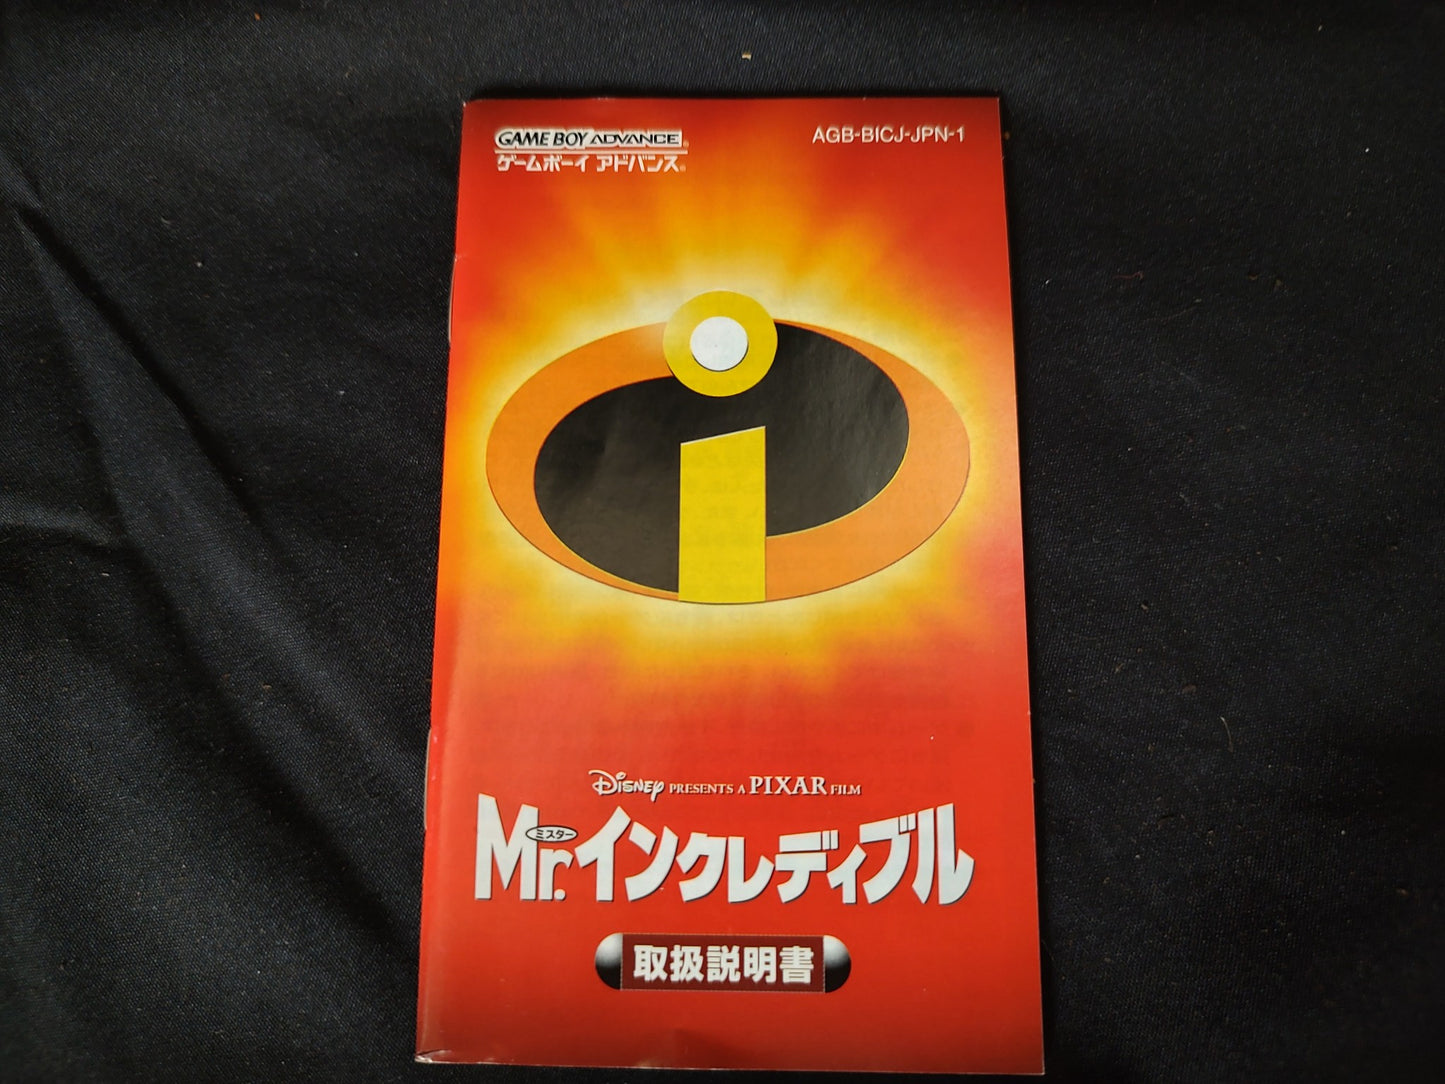 GAME BOY ADVANCE
ゲームボーイ アドバンス
AGB-BICJ-JPN-1
DISNEY PRESENTS A PIXAR FILM
ミスター
Mr.インクレディブル
取扱説明書